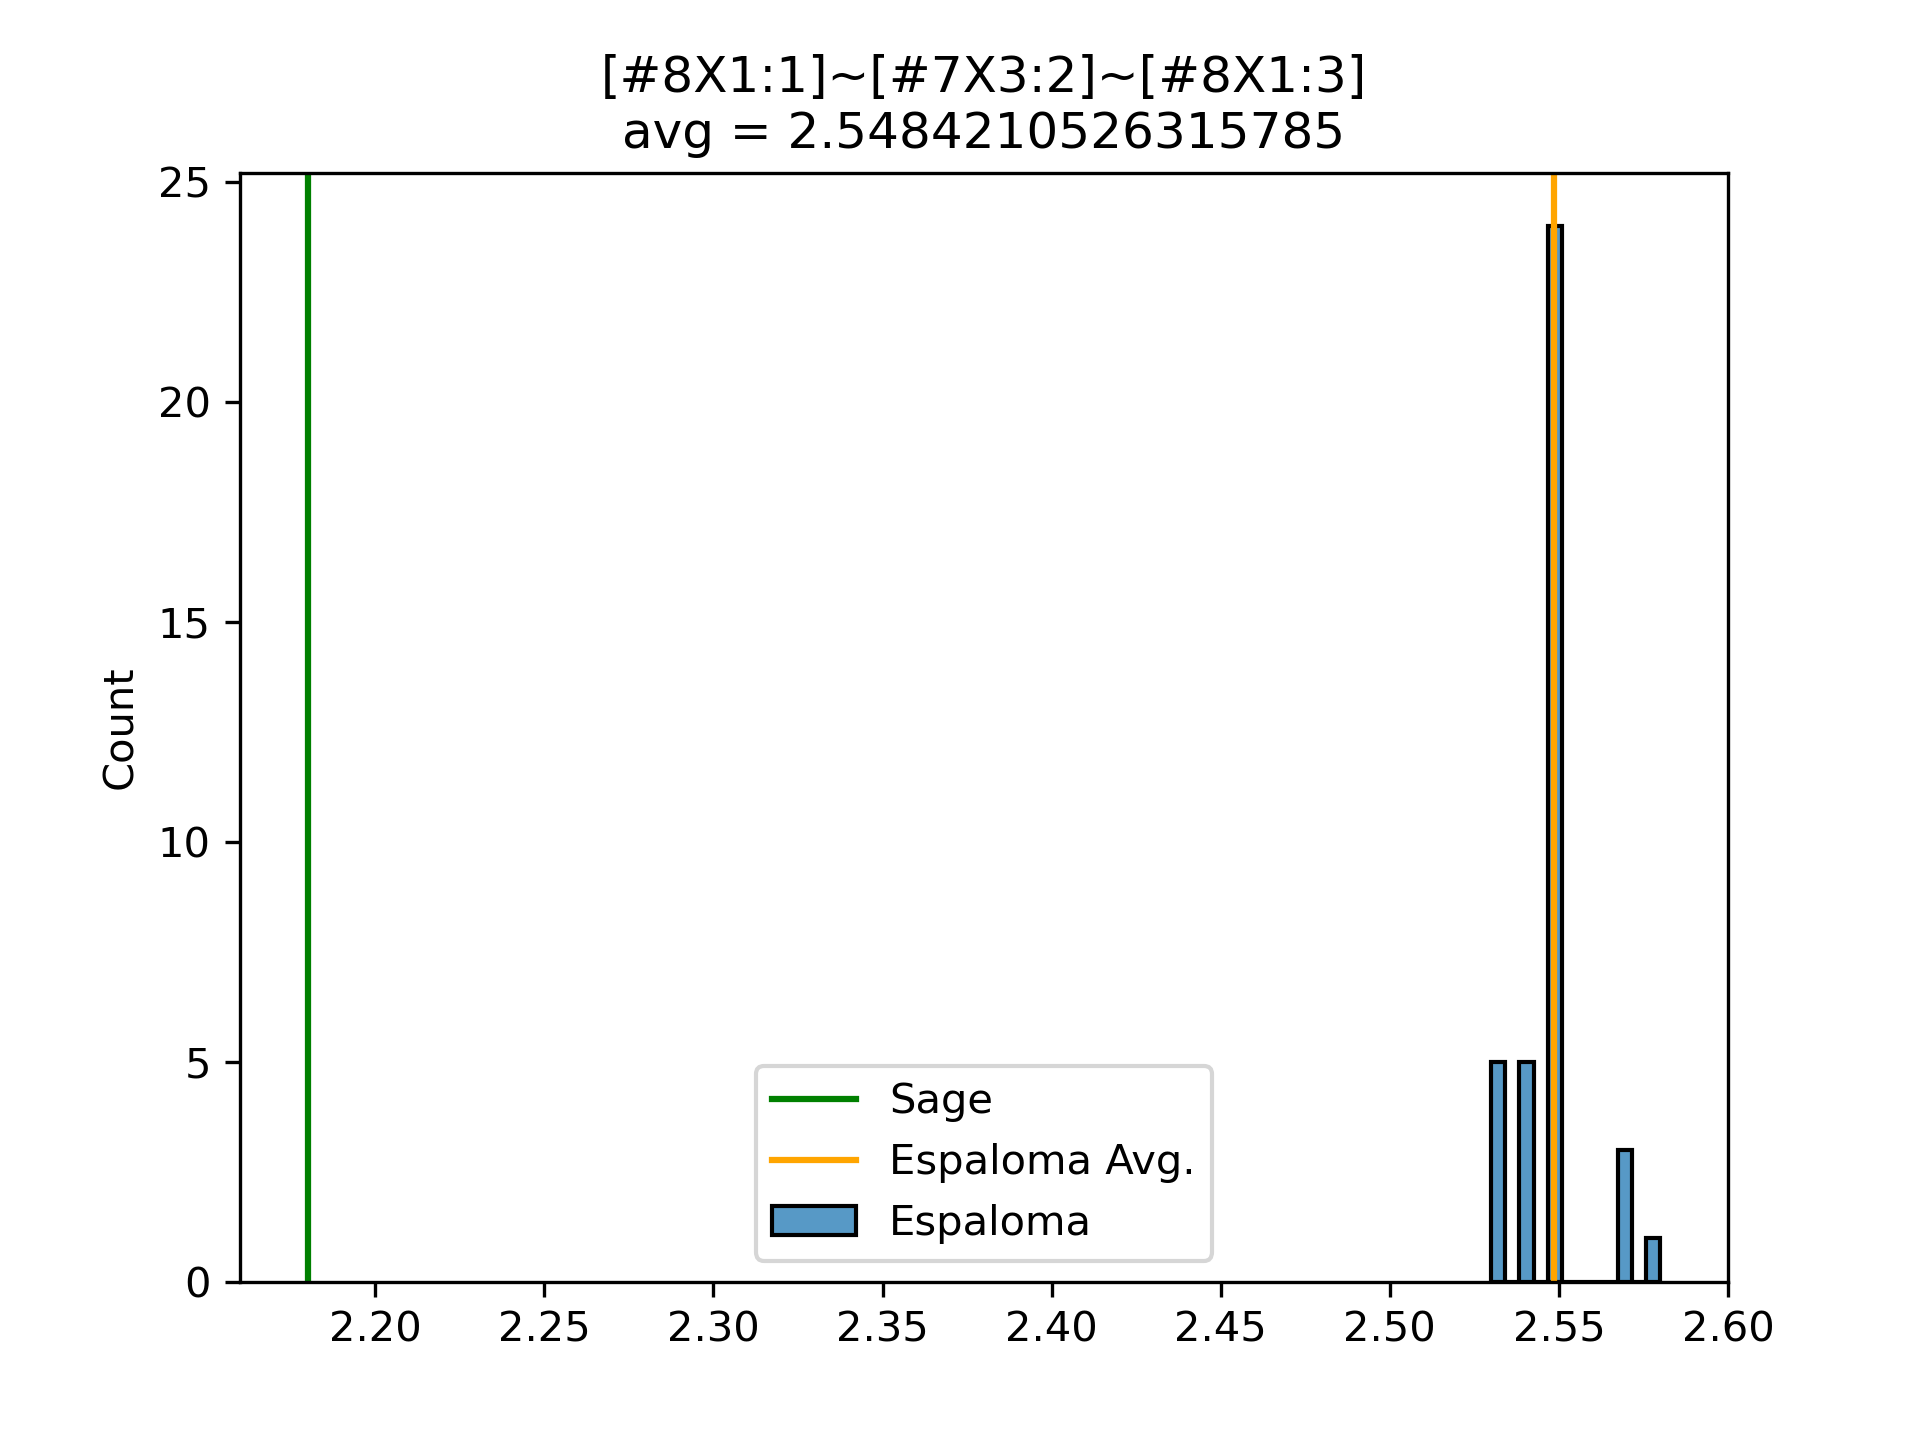 [#8X1:1]~[#7X3:2]~[#8X1:3]
avg = 2.5484210526315785
25
20
15
10
5
0
Count
Sage
Espaloma Avg.
Espaloma
2.20 2.25 2.30 2.35 2.40 2.45 2.50 2.55 2.60